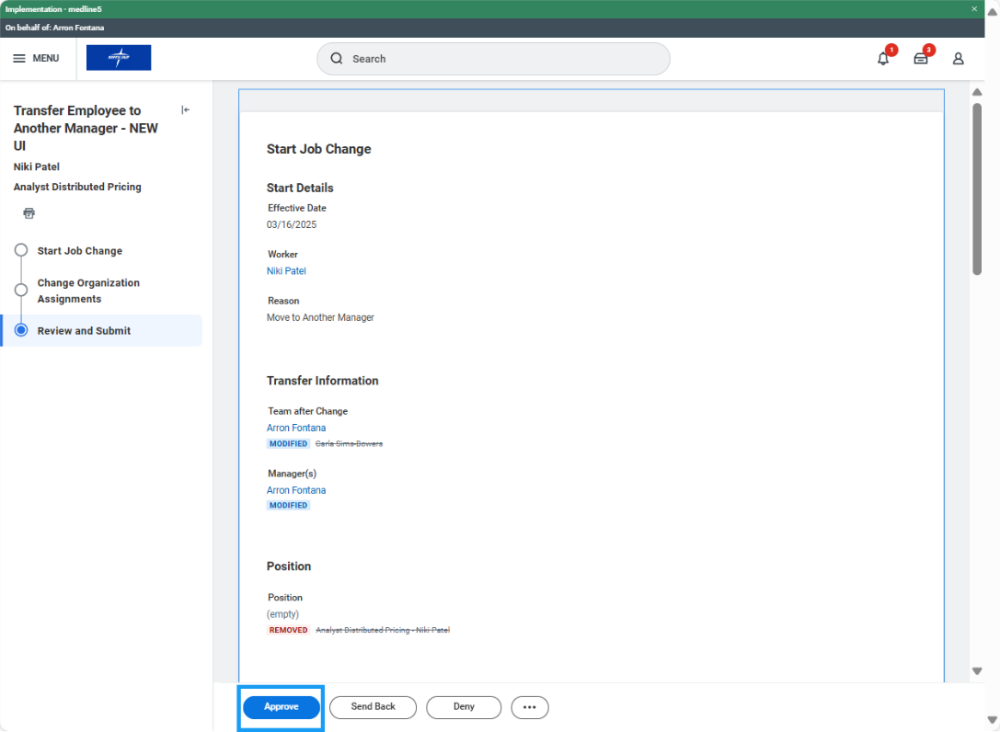 Implementation - medline5
On behalf of: Arron Fontana
MENU
Search
1
3
Transfer Employee to
Another Manager - NEW
UI
Niki Patel
Analyst Distributed Pricing
Start Job Change
Change Organization
Assignments
Review and Submit
Start Job Change
Start Details
Effective Date
03/16/2025
Worker
Niki Patel
Reason
Move to Another Manager
Transfer Information
Team after Change
Arron Fontana
MODIFIED Carla Sims-Bowers
Manager(s)
Arron Fontana
MODIFIED
Position
Position
(empty)
REMOVED Analyst Distributed Pricing - Niki Patel
Approve
Send Back
Deny